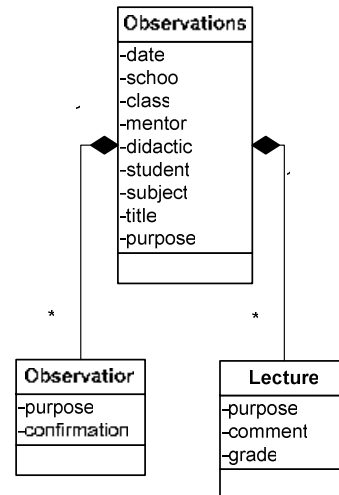 Observations
-date
-schoo
-class
-mentor
-didactic
-student
-subject
-title
-purpose
*
*
Observatior
-purpose
-confirmation
Lecture
-purpose
-comment
-grade